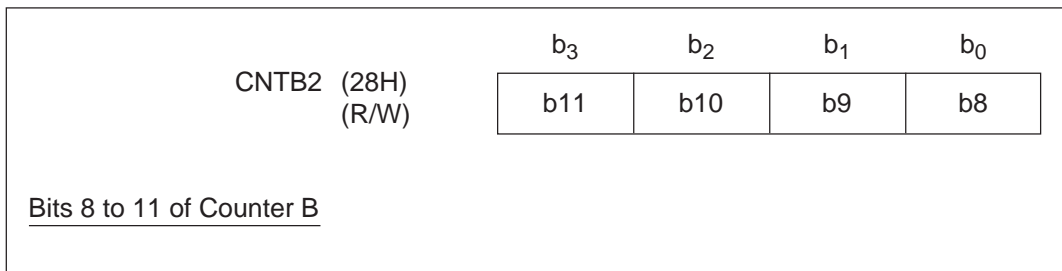 b3 b2 b1 b0
CNTB2 (28H)
(R/W)
b11 b10 b9 b8
Bits 8 to 11 of Counter B